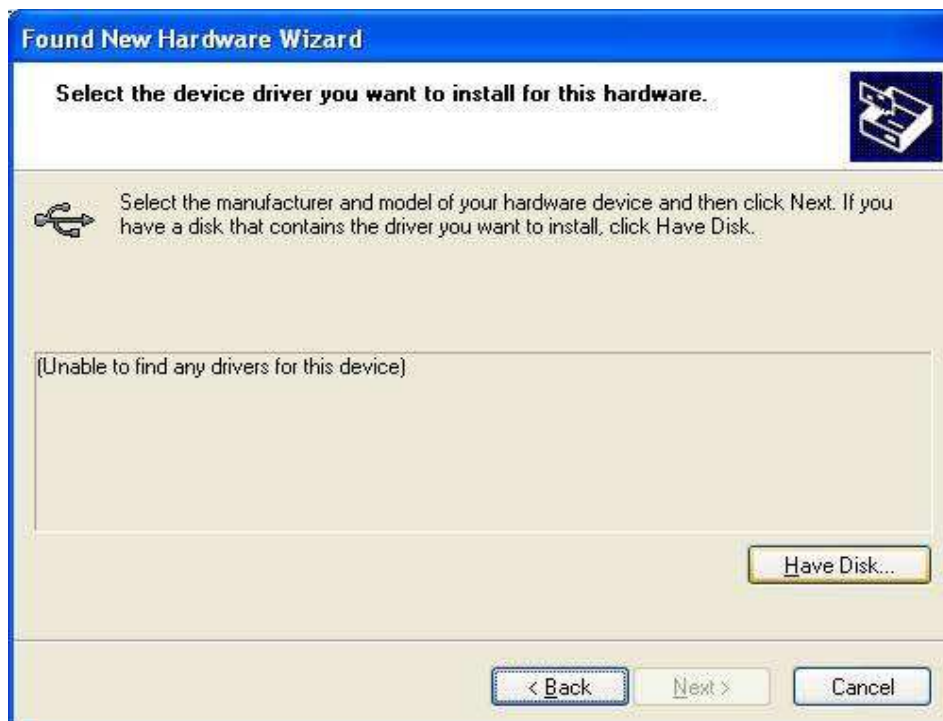 Found New Hardware Wizard
Select the device driver you want to install for this hardware.
Select the manufacturer and model of your hardware device and then click Next. If you
have a disk that contains the driver you want to install, click Have Disk.
(Unable to find any drivers for this device)
Have Disk...
< Back
Next >
Cancel